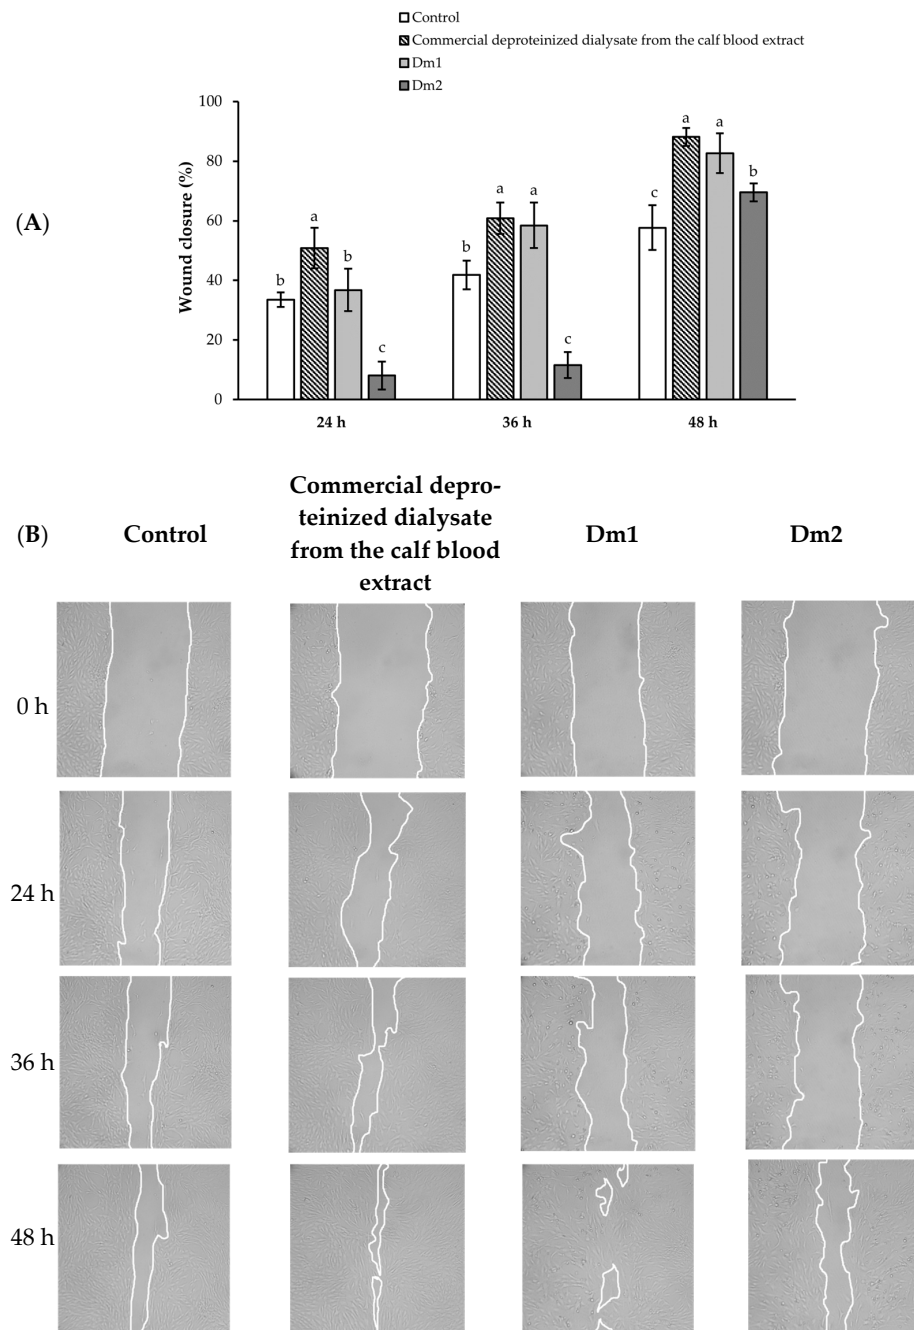 Control
Commercial deproteinized dialysate from the calf blood extract
Dm1
Dm2
(A)
Wound closure (%)
100
80
60
40
20
0
b
a
b
c
b
a
a
c
c
a
a
b
24 h
36 h
48 h
(B)
Control
Commercial depro-
teinized dialysate
from the calf blood
extract
Dm1
Dm2
0 h
24 h
36 h
48 h